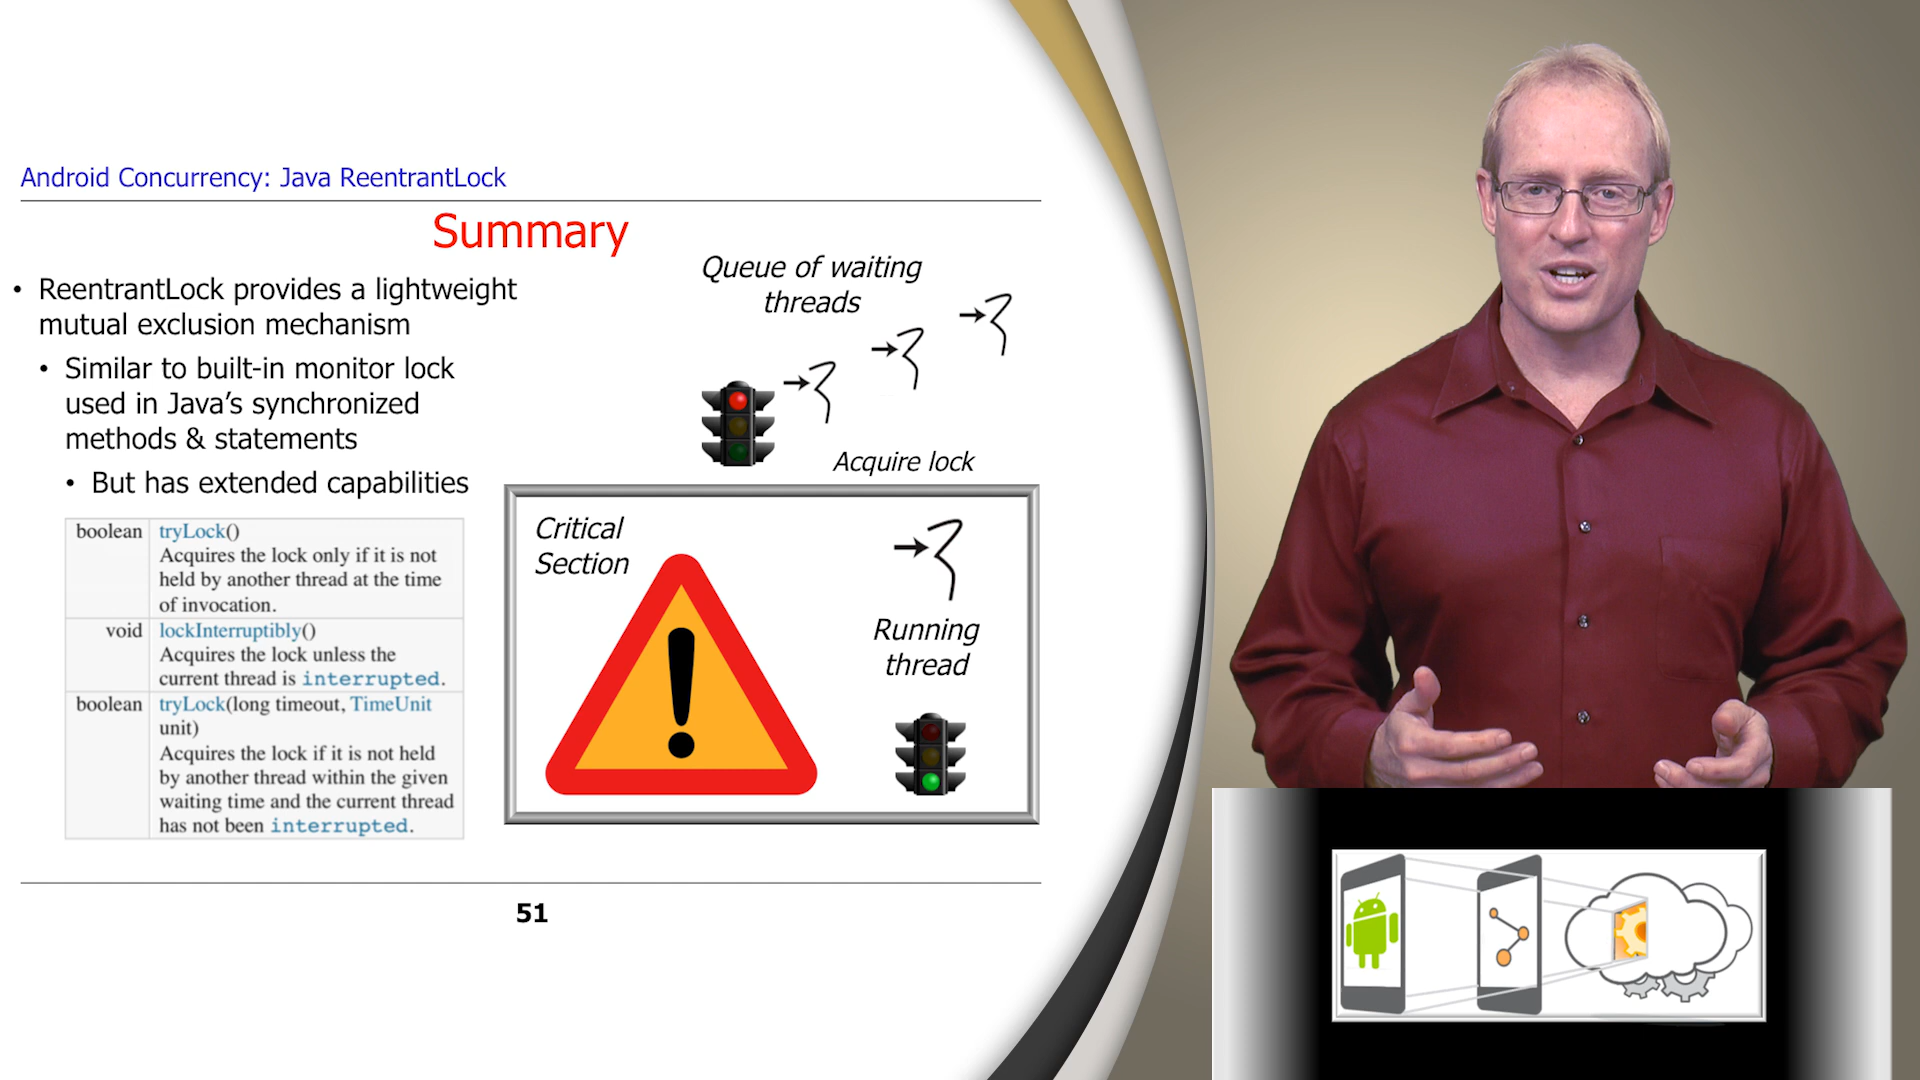 Android Concurrency: Java ReentrantLock
Summary
• ReentrantLock provides a lightweight
mutual exclusion mechanism
• Similar to built-in monitor lock
used in Java's synchronized
methods & statements
• But has extended capabilities
boolean tryLock()
Acquires the lock only if it is not
held by another thread at the time
of invocation.
void lockInterruptibly()
Acquires the lock unless the
current thread is interrupted.
boolean tryLock(long timeout, TimeUnit
unit)
Acquires the lock if it is not held
by another thread within the given
waiting time and the current thread
has not been interrupted.
Queue of waiting
threads
Acquire lock
Critical
Section
Running
thread
51